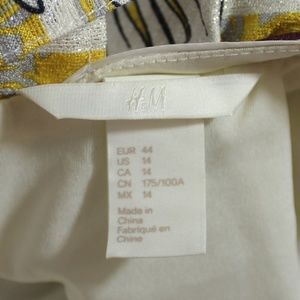 H&M
EUR 44
US 14
CA 14
CN 175/100A
MX 14
Made in
China
Fabriqué en
Chine